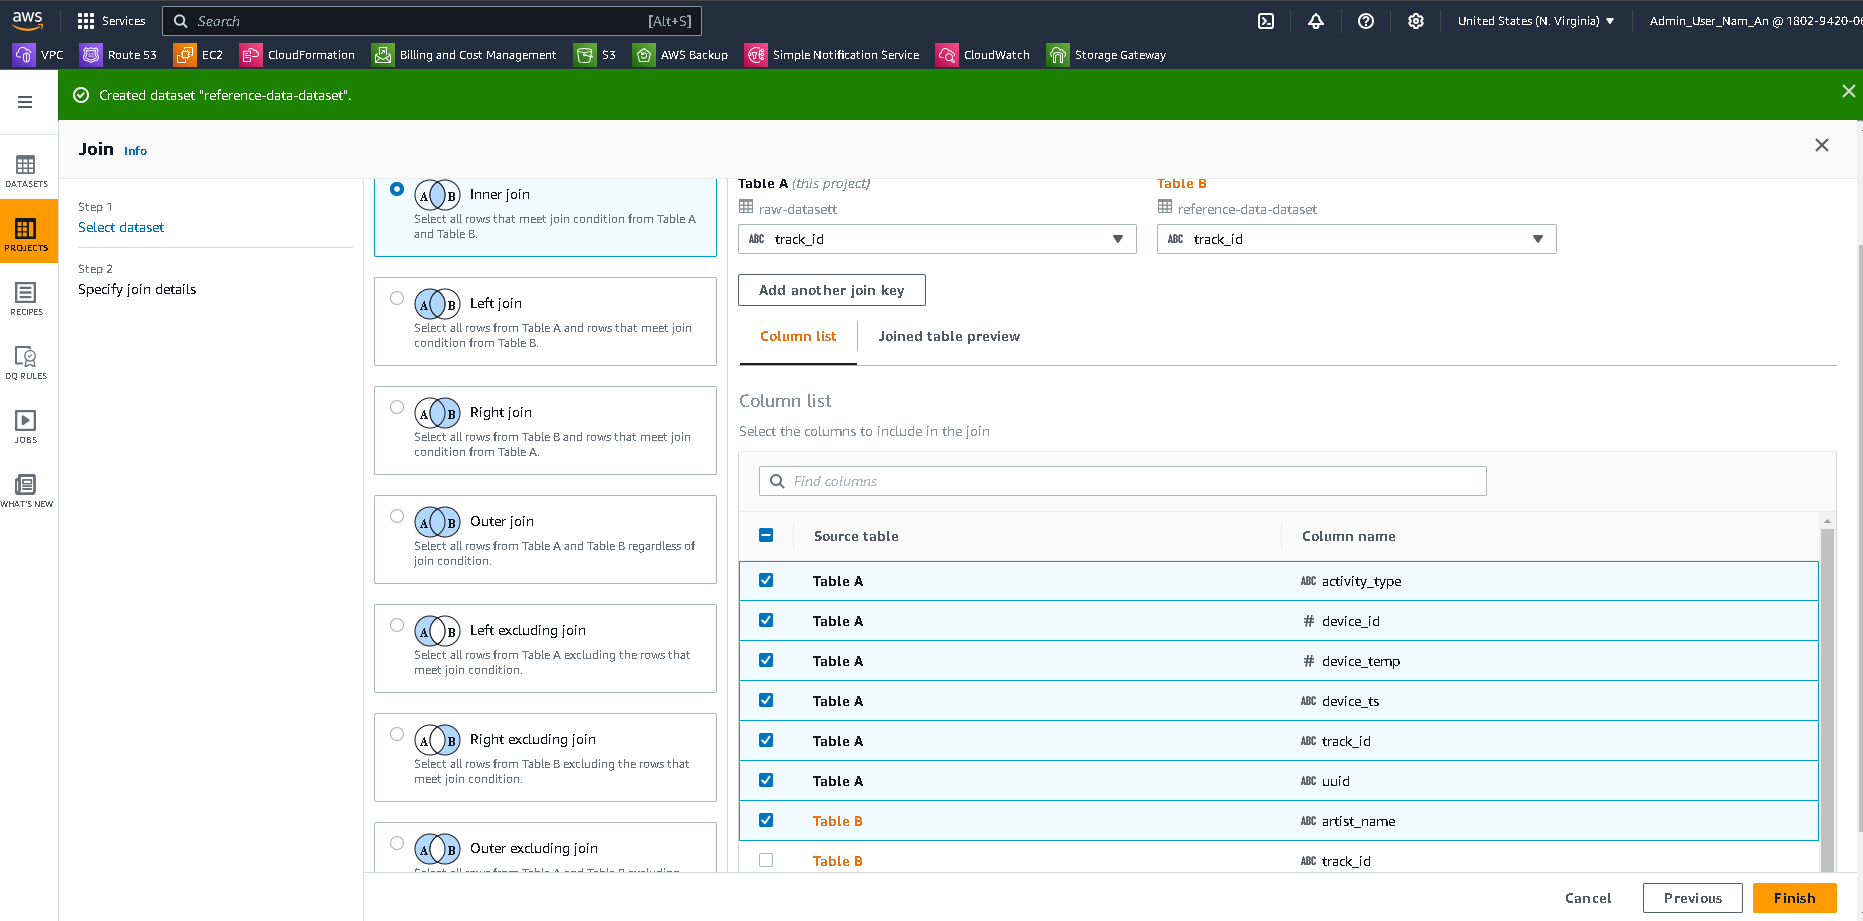 aws
Services
Search
[Alt+S]
United States (N. Virginia) ▼
Admin_User_Nam_An @ 1802-9420-0
VPC
Route 53
EC2
CloudFormation
Billing and Cost Management
S3
AWS Backup
Simple Notification Service
CloudWatch
Storage Gateway
Created dataset "reference-data-dataset".
Join Info
DATASETS
PROJECTS
RECIPES
DQ RULES
JOBS
WHAT'S NEW
Step 1
Select dataset
Step 2
Specify join details
A B Inner join
Select all rows that meet join condition from Table A
and Table B.
A B Left join
Select all rows from Table A and rows that meet join
condition from Table B.
A B Right join
Select all rows from Table B and rows that meet join
condition from Table A.
A B Outer join
Select all rows from Table A and Table B regardless of
join condition.
A B Left excluding join
Select all rows from Table A excluding the rows that
meet join condition.
A B Right excluding join
Select all rows from Table B excluding the rows that
meet join condition.
A B Outer excluding join
Select all rows from Table A and Table B excluding
Table A (this project)
raw-datasett
ABC track_id
Table B
reference-data-dataset
ABC track_id
Add another join key
Column list
Joined table preview
Column list
Select the columns to include in the join
Find columns
Source table Column name
Table A ABC activity_type
Table A # device_id
Table A # device_temp
Table A ABC device_ts
Table A ABC track_id
Table A ABC uuid
Table B ABC artist_name
Table B ABC track_id
Cancel
Previous
Finish